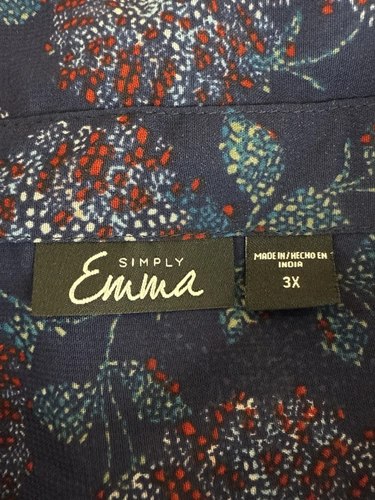 SIMPLY
Emma
MADE IN/HECHO EN
INDIA
3X